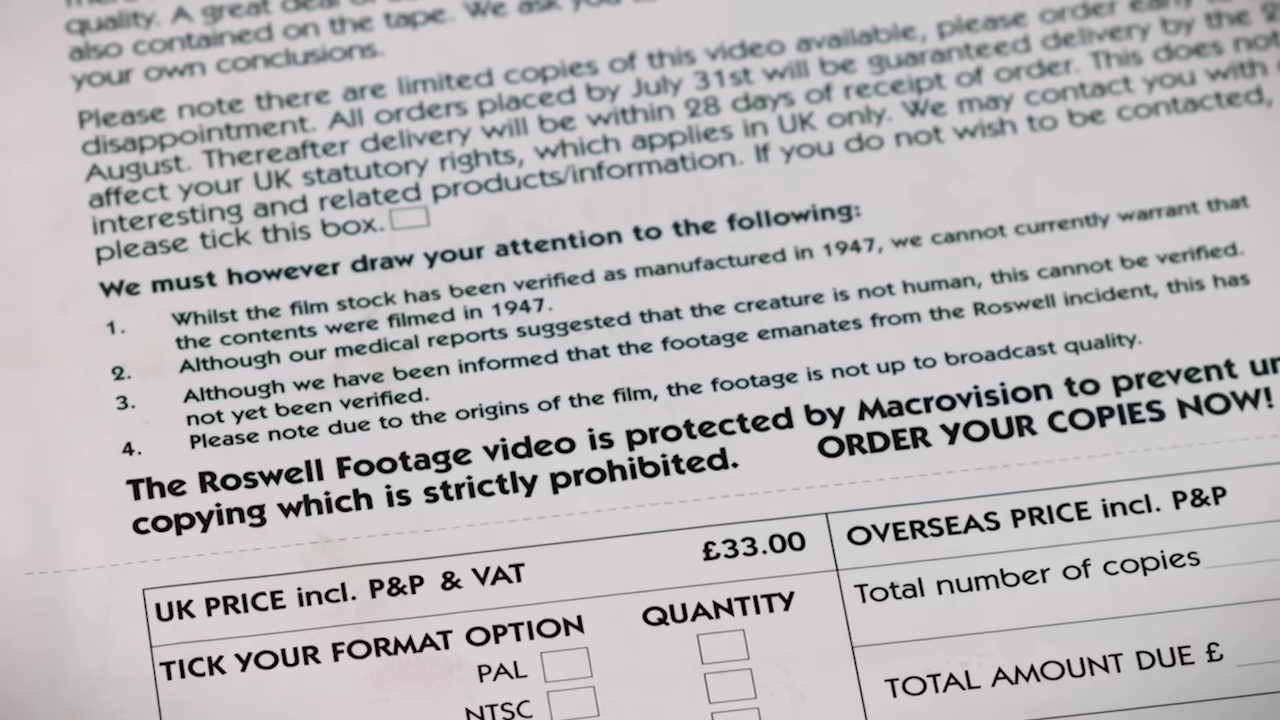 quality. A great deal
also contained on the tape. We ask you
your own conclusions.
Please note there are limited copies of this video available, please order early
disappointment. All orders placed by July 31st will be guaranteed delivery by the
August. Thereafter delivery will be within 28 days of receipt of order. This does not
affect your UK statutory rights, which applies in UK only. We may contact you with
interesting and related products/information. If you do not wish to be contacted,
please tick this box.
We must however draw your attention to the following:
1. Whilst the film stock has been verified as manufactured in 1947, we cannot currently warrant that
the contents were filmed in 1947.
2. Although our medical reports suggested that the creature is not human, this cannot be verified.
3. Although we have been informed that the footage emanates from the Roswell incident, this has
not yet been verified.
4. Please note due to the origins of the film, the footage is not up to broadcast quality.
The Roswell Footage video is protected by Macrovision to prevent
copying which is strictly prohibited. ORDER YOUR COPIES NOW!
UK PRICE incl. P&P & VAT £33.00
OVERSEAS PRICE incl. P&P
TICK YOUR FORMAT OPTION QUANTITY
Total number of copies
PAL
NTSC
TOTAL AMOUNT DUE £